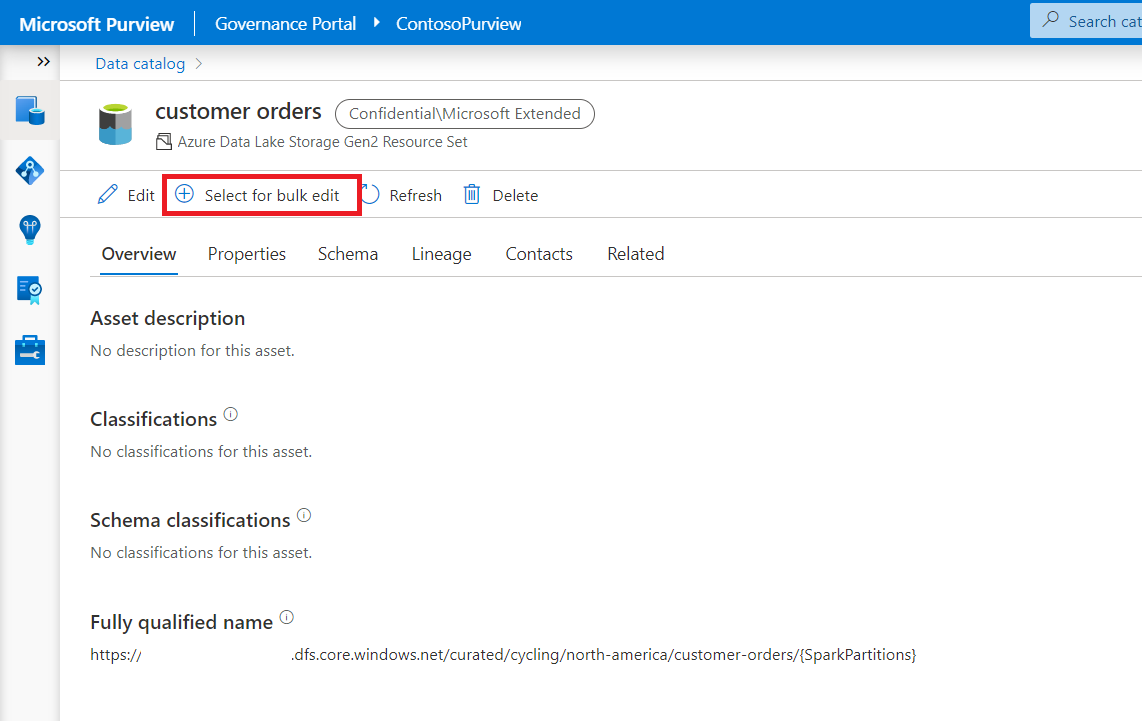 Microsoft Purview Governance Portal ContosoPurview Search cat
Data catalog
customer orders Confidential\Microsoft Extended
Azure Data Lake Storage Gen2 Resource Set
Edit Select for bulk edit Refresh Delete
Overview Properties Schema Lineage Contacts Related
Asset description
No description for this asset.
Classifications
No classifications for this asset.
Schema classifications
No classifications for this asset.
Fully qualified name
https:// .dfs.core.windows.net/curated/cycling/north-america/customer-orders/{SparkPartitions}